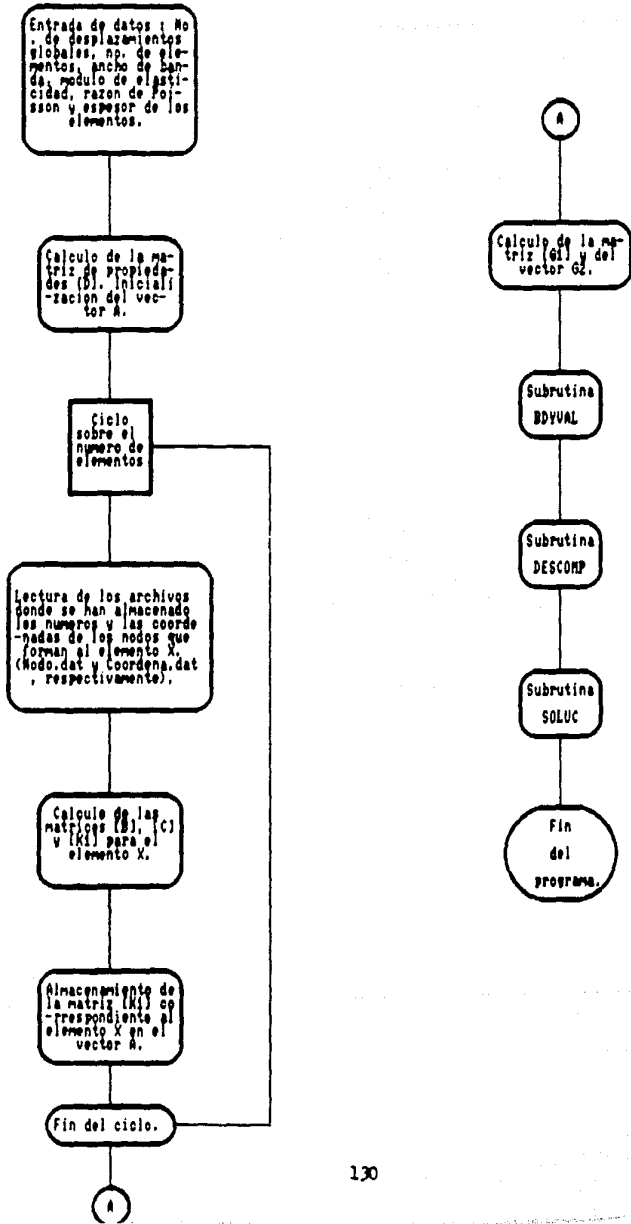 Entrada de datos : No
. de desplazamientos
globales, no. de ele-
mentos, ancho de ban-
da, modulo de elasti-
cidad, razon de Poi-
sson y espesor de los
elementos.
Calculo de la ma-
triz de propieda-
des [D]. Iniciali
-zacion del vec-
tor A.
Ciclo
sobre el
numero de
elementos
Lectura de los archivos
donde se han almacenado
los numeros y las coorde
-nadas de los nodos que
forman al elemento X.
(Nodo.dat y Coordena.dat
, respectivamente).
Calculo de las
matrices [B], [C]
y [Ki] para el
elemento X.
Almacenamiento de
la matriz [Ki] co
-rrespondiente al
elemento X en el
vector A.
Fin del ciclo.
A
A
Calculo de la ma-
triz [G1] y del
vector G2.
Subrutina
BDYVAL
Subrutina
DESCOMP
Subrutina
SOLUC
Fin
del
programa.
130